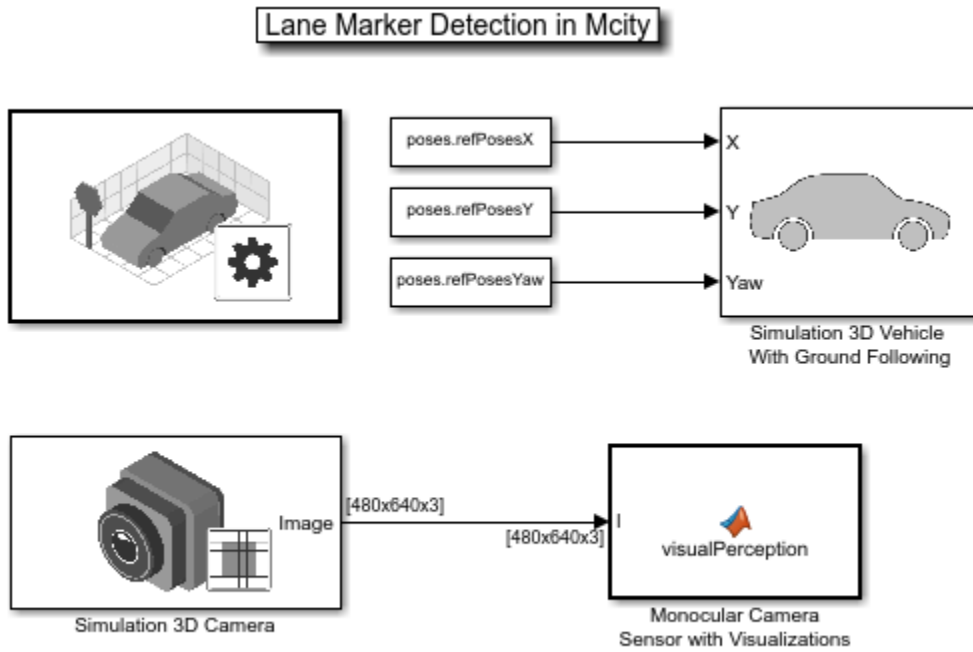 Lane Marker Detection in Mcity
poses.refPosesX
X
poses.refPosesY
Y
poses.refPosesYaw
Yaw
Simulation 3D Vehicle
With Ground Following
Image
[480x640x3]
[480x640x3]
I
visualPerception
Simulation 3D Camera
Monocular Camera
Sensor with Visualizations